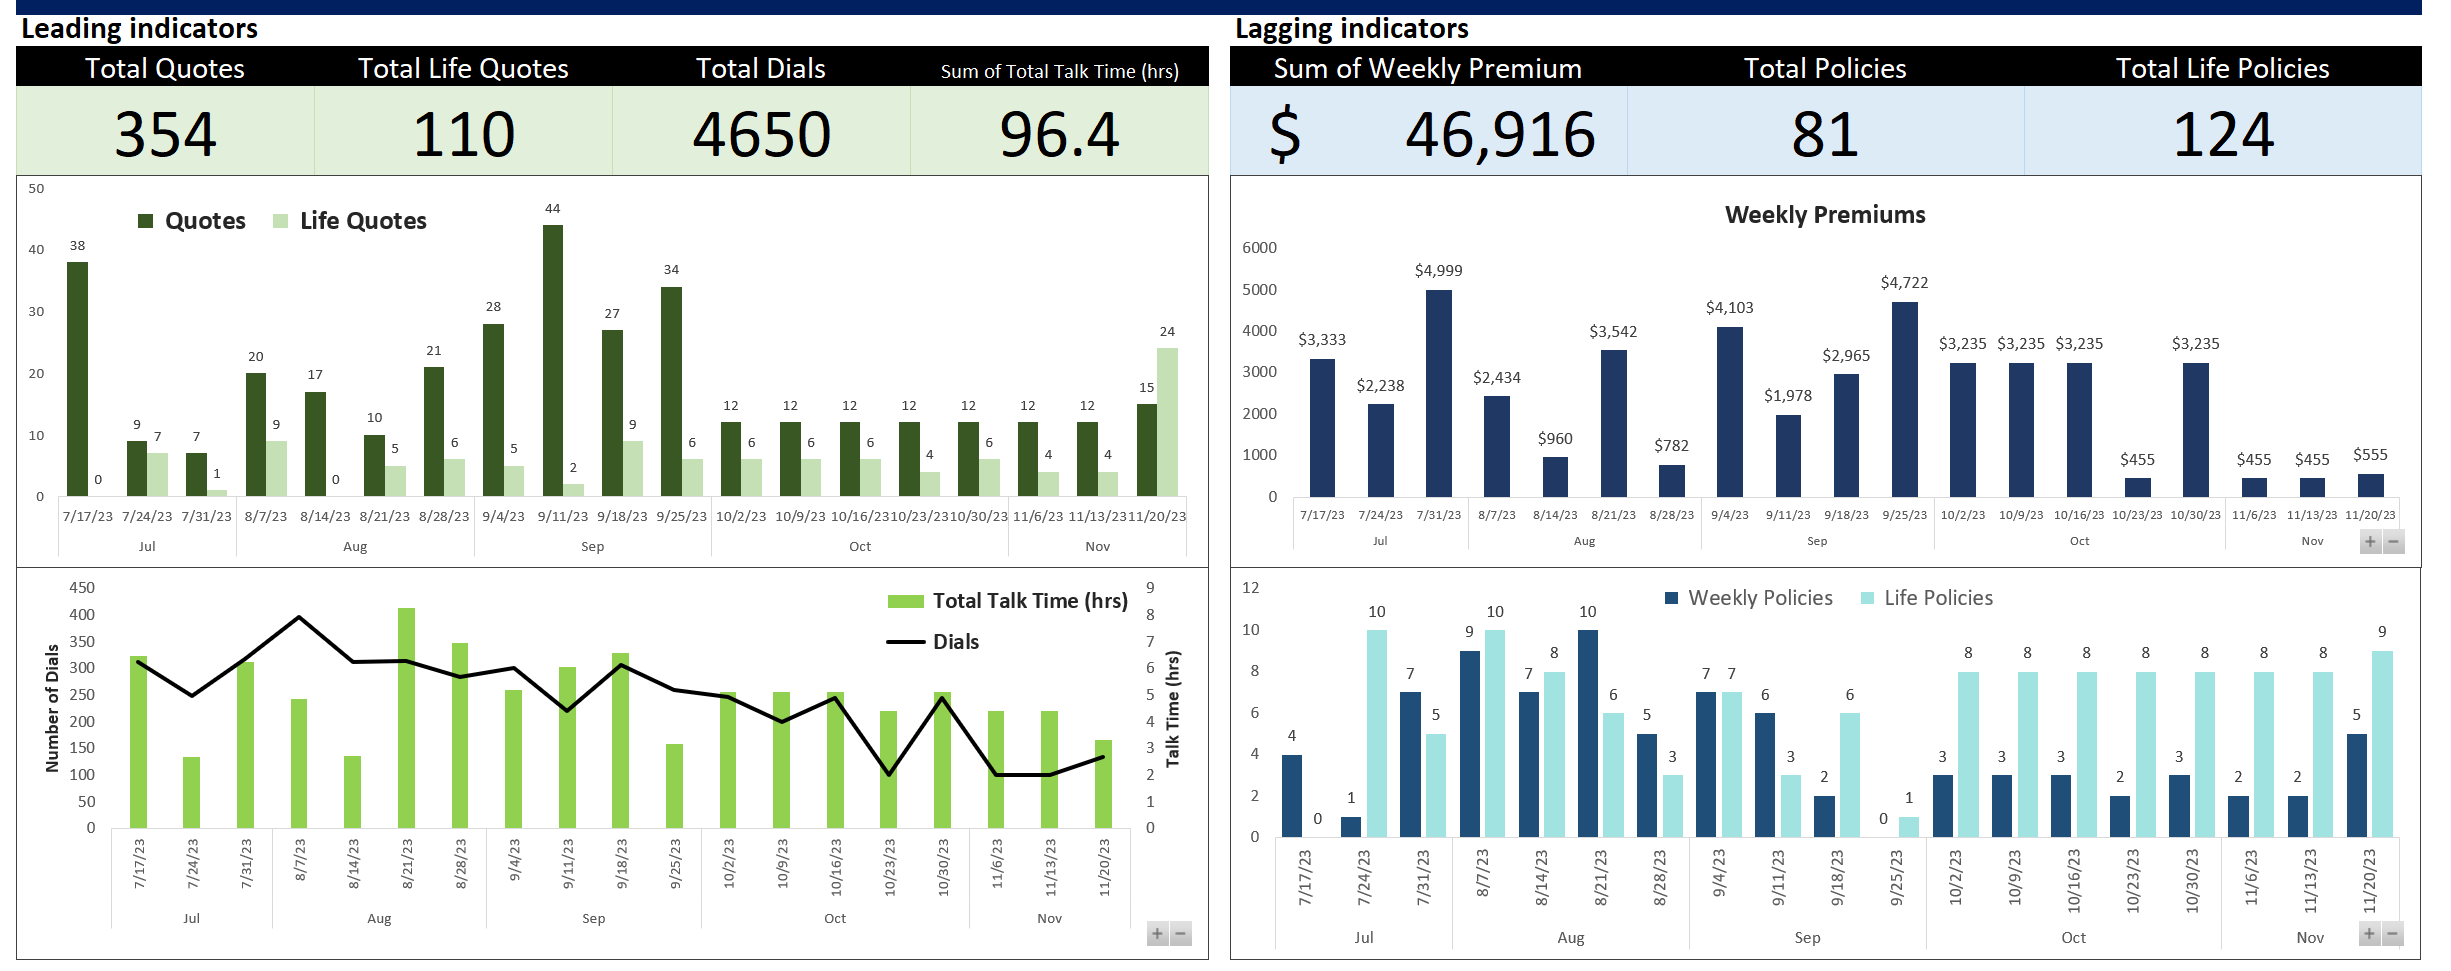 Leading indicators
Total Quotes Total Life Quotes Total Dials Sum of Total Talk Time (hrs)
354 110 4650 96.4
50
44
Quotes Life Quotes
38
40
34
30
28
27
24
21
20
20
17
15
12 12 12 12 12 12 12
10
10
9 7 7 1 9 0 5 6 5 2 9 6 6 6 6 4 6 4 4
0
0
7/17/23 7/24/23 7/31/23 8/7/23 8/14/23 8/21/23 8/28/23 9/4/23 9/11/23 9/18/23 9/25/23 10/2/23 10/9/23 10/16/23 10/23/23 10/30/23 11/6/23 11/13/23 11/20/23
Jul Aug Sep Oct Nov
450 9
Total Talk Time (hrs)
400 8
350 7
Dials
300 6
250 5
200 4
150 3
100 2
50 1
0 0
Number of Dials
Talk Time (hrs)
7/17/23 7/24/23 7/31/23 8/7/23 8/14/23 8/21/23 8/28/23 9/4/23 9/11/23 9/18/23 9/25/23 10/2/23 10/9/23 10/16/23 10/23/23 10/30/23 11/6/23 11/13/23 11/20/23
Jul Aug Sep Oct Nov
+ −
Lagging indicators
Sum of Weekly Premium Total Policies Total Life Policies
$ 46,916 81 124
Weekly Premiums
6000
5000
4000
3000
2000
1000
0
$3,333 $2,238 $4,999 $2,434 $960 $3,542 $782 $4,103 $1,978 $2,965 $4,722 $3,235 $3,235 $3,235 $455 $3,235 $455 $455 $555
7/17/23 7/24/23 7/31/23 8/7/23 8/14/23 8/21/23 8/28/23 9/4/23 9/11/23 9/18/23 9/25/23 10/2/23 10/9/23 10/16/23 10/23/23 10/30/23 11/6/23 11/13/23 11/20/23
Jul Aug Sep Oct Nov
+ −
Weekly Policies Life Policies
12
10
8
6
4
2
0
4 0 1 10 7 5 9 10 7 8 10 6 5 3 7 7 6 3 2 6 0 1 3 8 3 8 3 8 2 8 3 8 2 8 2 8 5 9
7/17/23 7/24/23 7/31/23 8/7/23 8/14/23 8/21/23 8/28/23 9/4/23 9/11/23 9/18/23 9/25/23 10/2/23 10/9/23 10/16/23 10/23/23 10/30/23 11/6/23 11/13/23 11/20/23
Jul Aug Sep Oct Nov
+ −